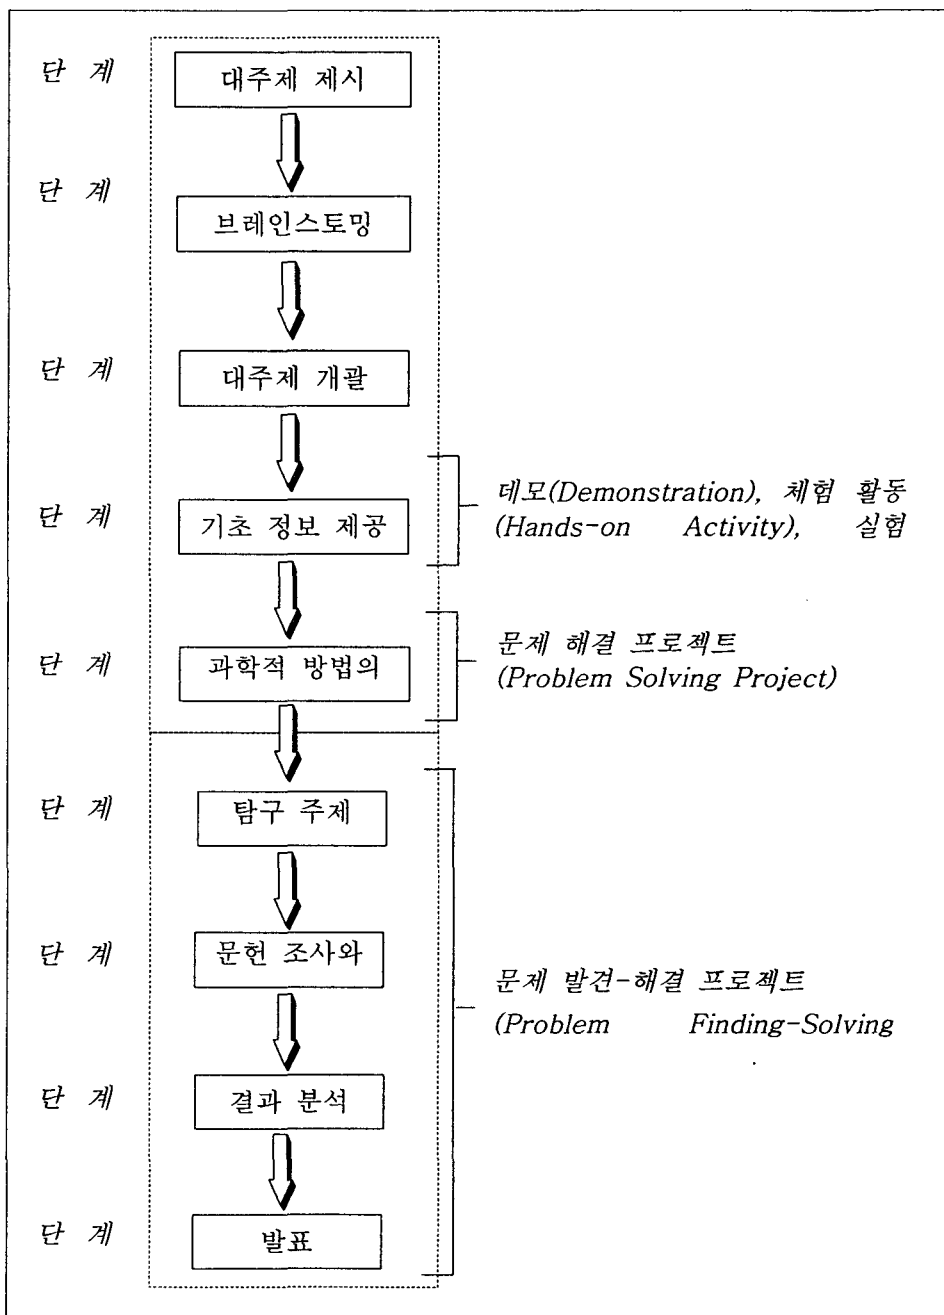 단 계
대주제 제시
단 계
브레인스토밍
단 계
대주제 개괄
단 계
기초 정보 제공
데모(Demonstration), 체험 활동
(Hands-on Activity), 실험
단 계
과학적 방법의
문제 해결 프로젝트
(Problem Solving Project)
단 계
탐구 주제
단 계
문헌 조사와
문제 발견-해결 프로젝트
(Problem Finding-Solving
단 계
결과 분석
단 계
발표